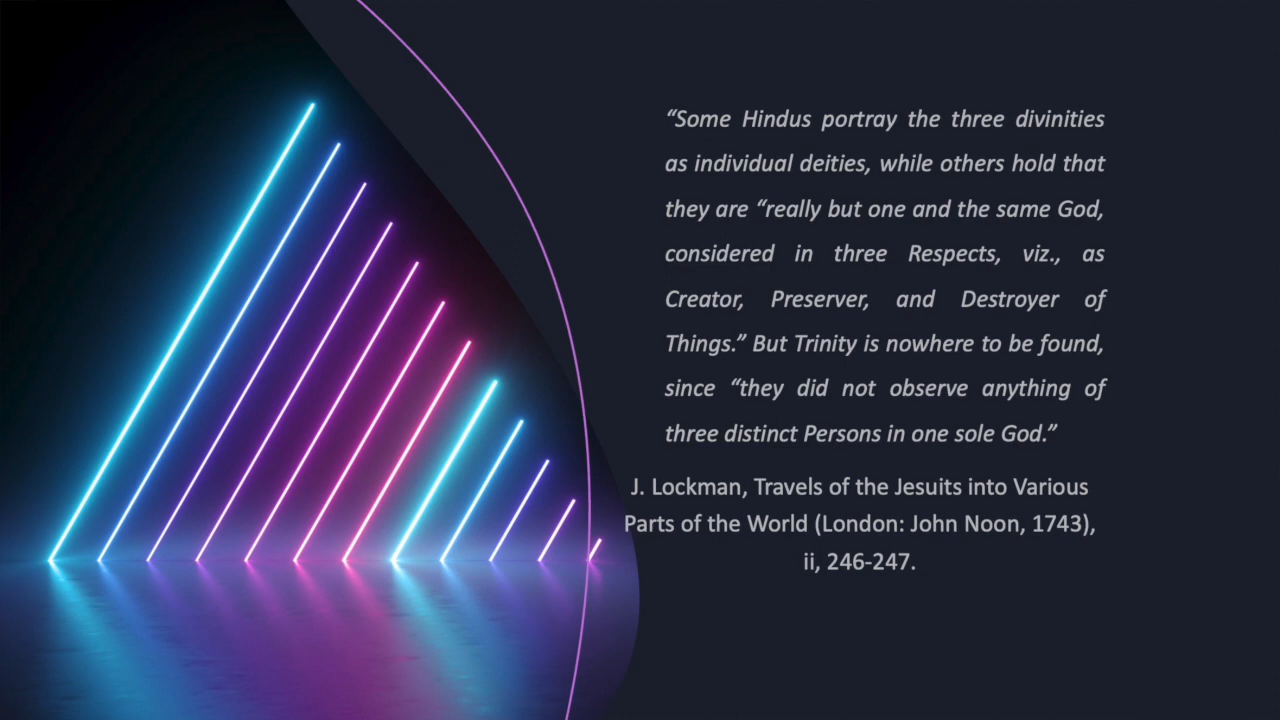 “Some Hindus portray the three divinities
as individual deities, while others hold that
they are “really but one and the same God,
considered in three Respects, viz., as
Creator, Preserver, and Destroyer of
Things.” But Trinity is nowhere to be found,
since “they did not observe anything of
three distinct Persons in one sole God.”
J. Lockman, Travels of the Jesuits into Various
Parts of the World (London: John Noon, 1743),
ii, 246-247.